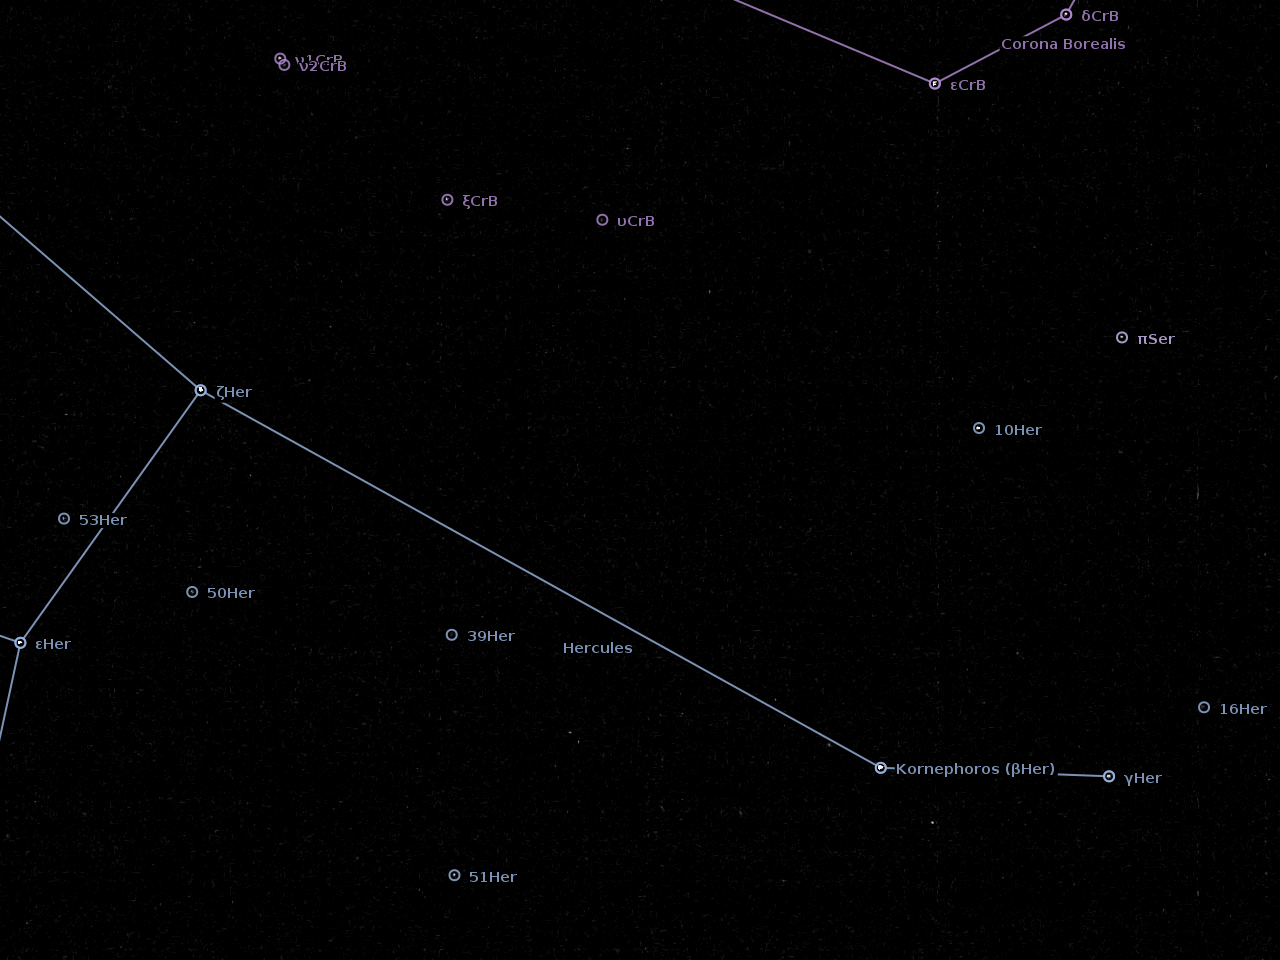 δCrB
Corona Borealis
ν1CrB
ν2CrB
εCrB
ξCrB
υCrB
πSer
ζHer
10Her
53Her
50Her
39Her
εHer
Hercules
16Her
Kornephoros (βHer)
γHer
51Her